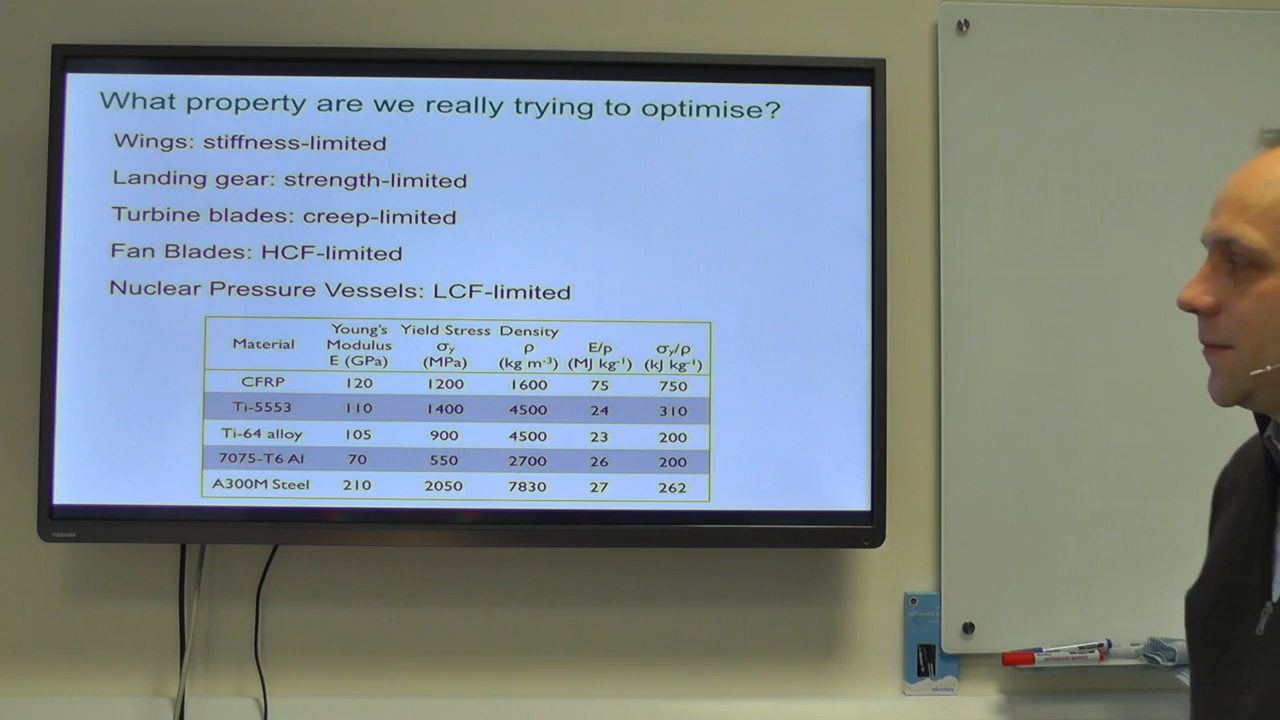 What property are we really trying to optimise?
Wings: stiffness-limited
Landing gear: strength-limited
Turbine blades: creep-limited
Fan Blades: HCF-limited
Nuclear Pressure Vessels: LCF-limited
Material Young's Modulus E (GPa) Yield Stress σy (MPa) Density ρ (kg m⁻³) E/ρ (MJ kg⁻¹) σy/ρ (kJ kg⁻¹)
CFRP 120 1200 1600 75 750
Ti-5553 110 1400 4500 24 310
Ti-64 alloy 105 900 4500 23 200
7075-T6 Al 70 550 2700 26 200
A300M Steel 210 2050 7830 27 262
TOSHIBA